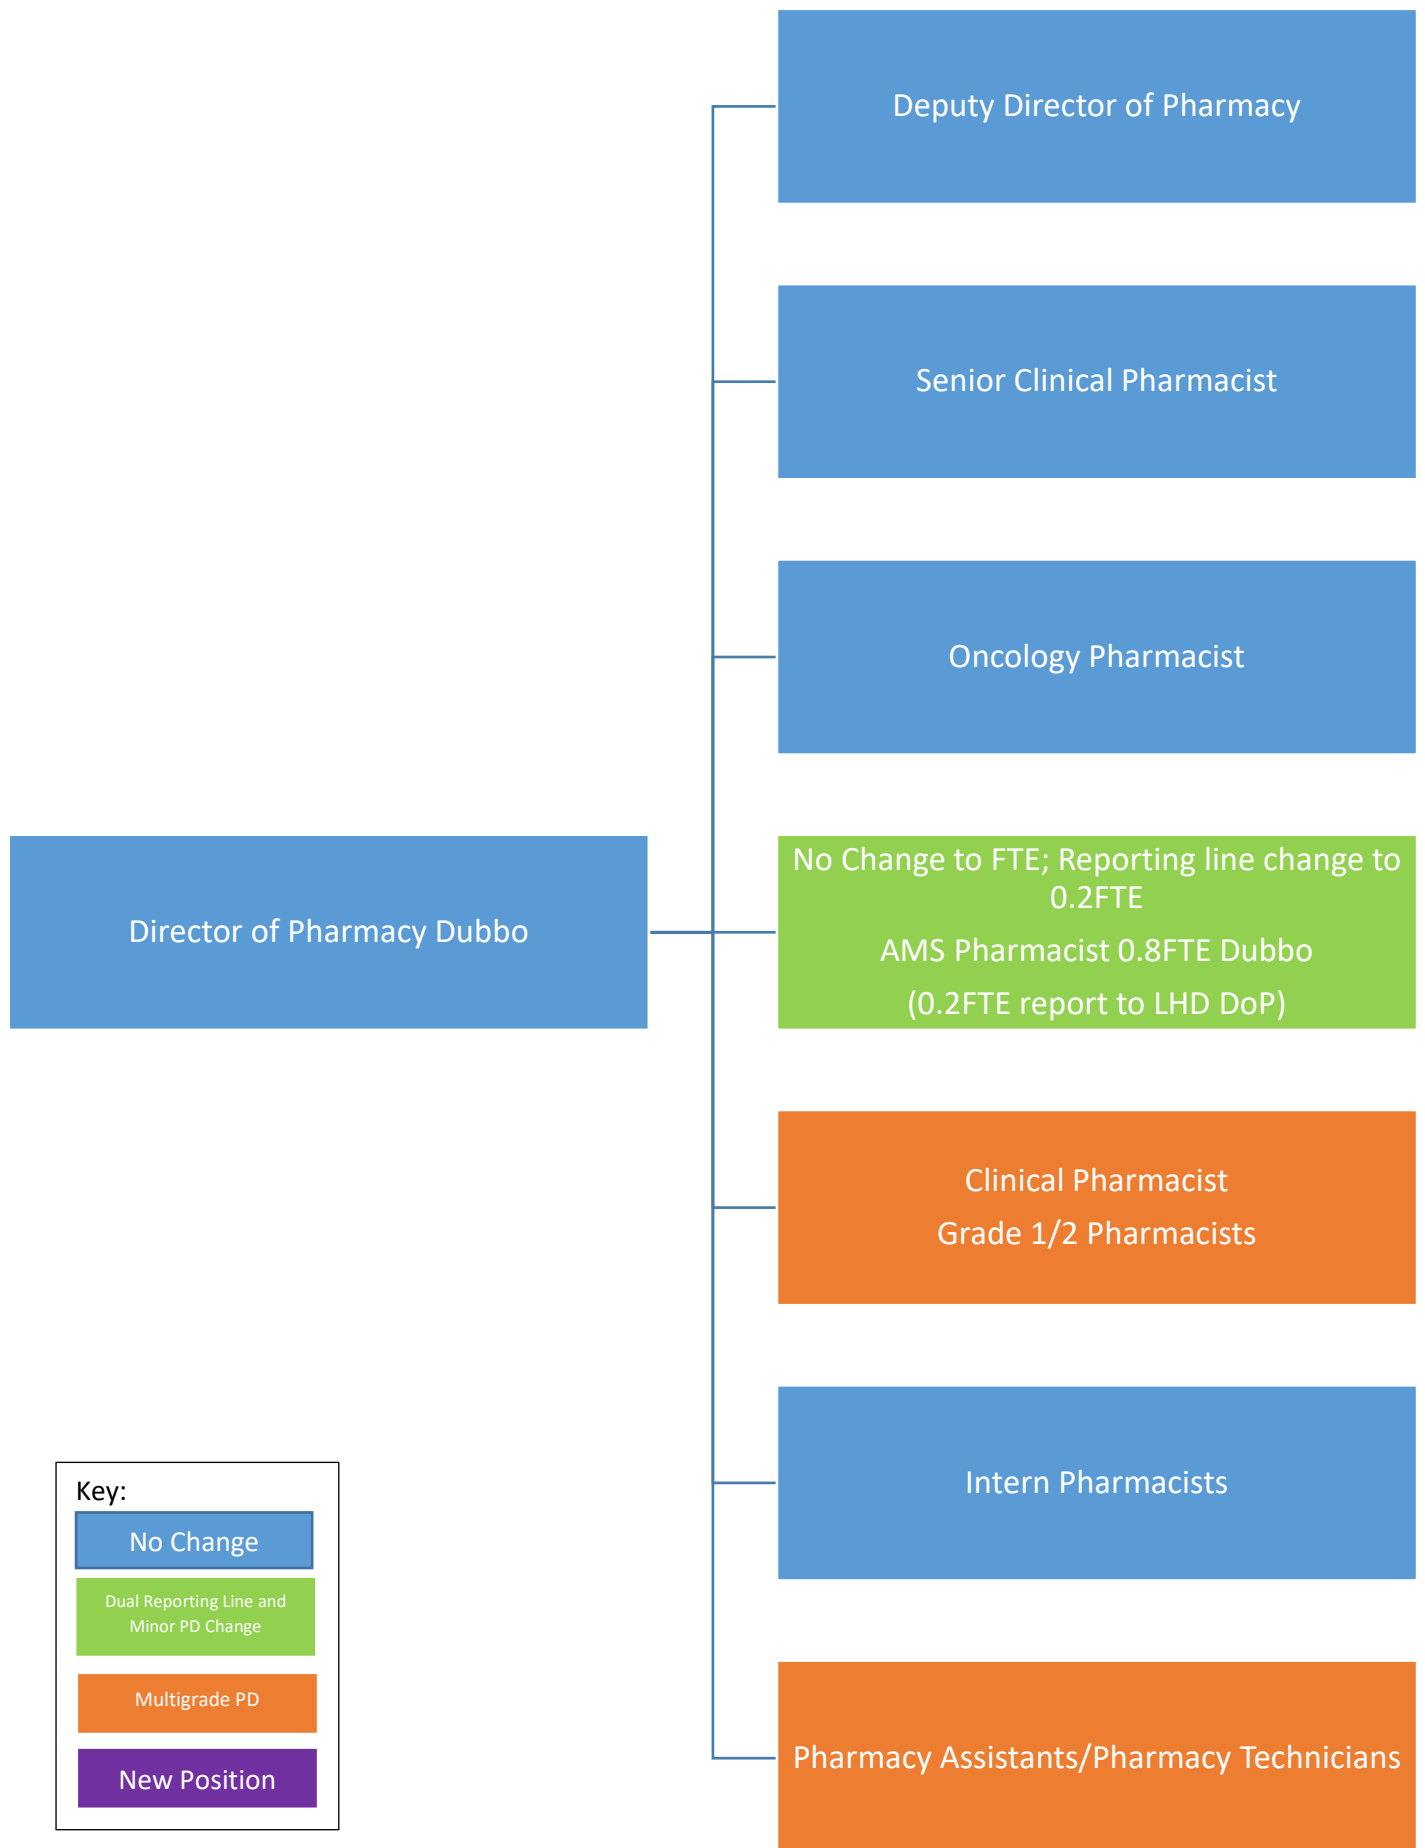 Deputy Director of Pharmacy
Senior Clinical Pharmacist
Oncology Pharmacist
Director of Pharmacy Dubbo
No Change to FTE; Reporting line change to
0.2FTE
AMS Pharmacist 0.8FTE Dubbo
(0.2FTE report to LHD DoP)
Clinical Pharmacist
Grade 1/2 Pharmacists
Intern Pharmacists
Pharmacy Assistants/Pharmacy Technicians
Key:
No Change
Dual Reporting Line and
Minor PD Change
Multigrade PD
New Position